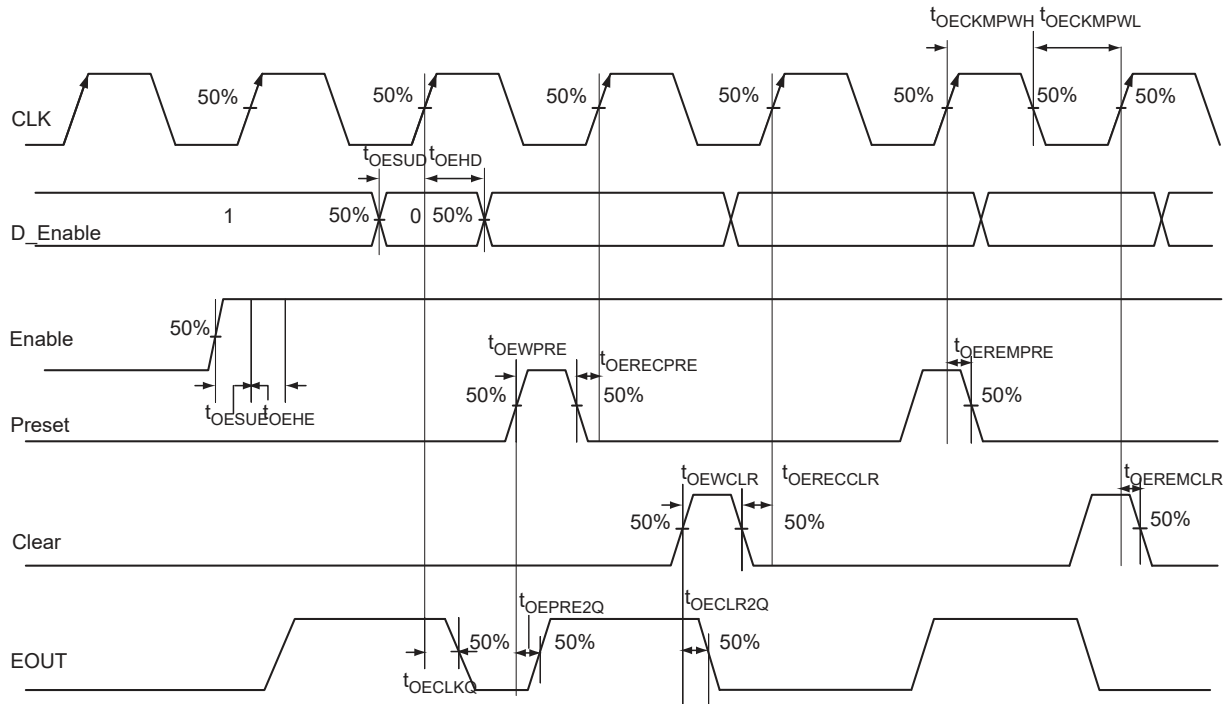 tOECKMPWH tOECKMPWL
CLK
50% 50% 50% 50% 50% 50% 50%
tOESUD tOEHD
D_Enable
1 50% 0 50%
Enable
50%
tOESUE tOEHE
tOEWPRE tOERECPRE tOEREMPRE
Preset
50% 50% 50%
tOEWCLR tOERECCLR tOEREMCLR
Clear
50% 50% 50%
tOEPRE2Q tOECLR2Q
EOUT
50% 50% 50%
tOECLKQ